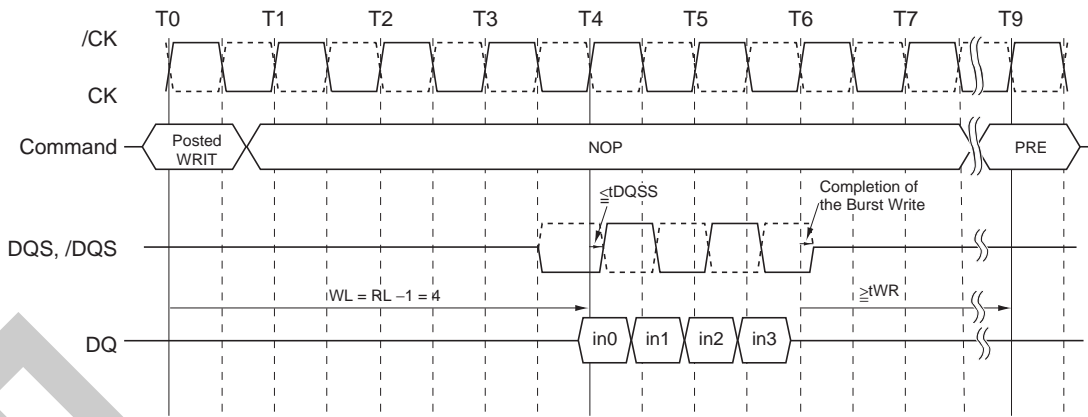 T0 T1 T2 T3 T4 T5 T6 T7 T9
/CK
CK
Command
Posted
WRIT
NOP
PRE
≦tDQSS
Completion of
the Burst Write
DQS, /DQS
WL = RL −1 = 4
≧tWR
DQ
in0 in1 in2 in3